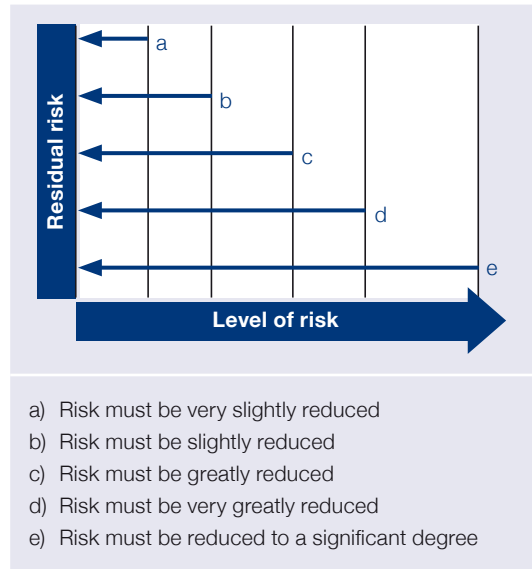 Residual risk
a
b
c
d
e
Level of risk
a) Risk must be very slightly reduced
b) Risk must be slightly reduced
c) Risk must be greatly reduced
d) Risk must be very greatly reduced
e) Risk must be reduced to a significant degree